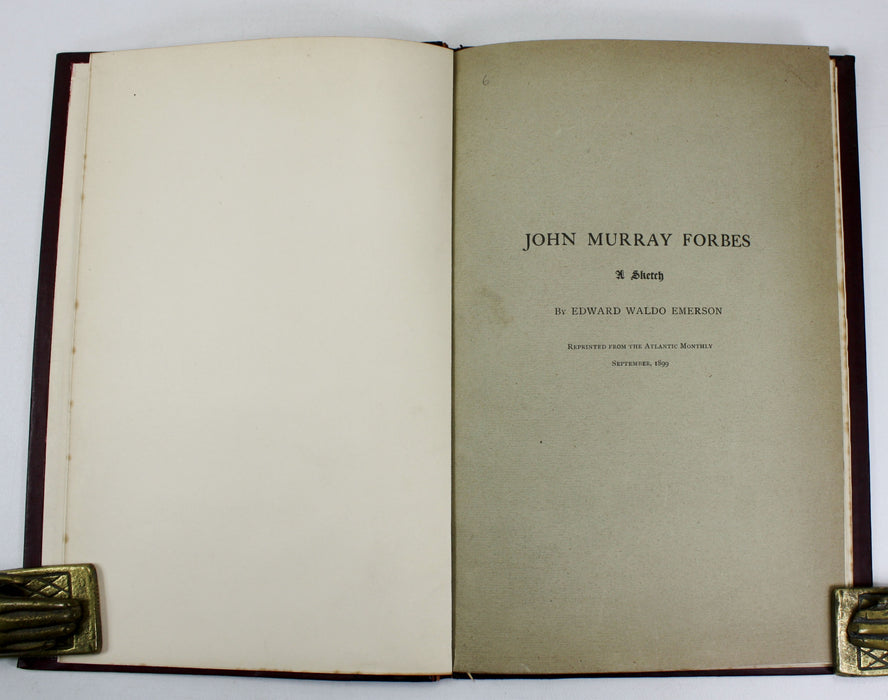 6
JOHN MURRAY FORBES
A Sketch
BY EDWARD WALDO EMERSON
REPRINTED FROM THE ATLANTIC MONTHLY
SEPTEMBER, 1899